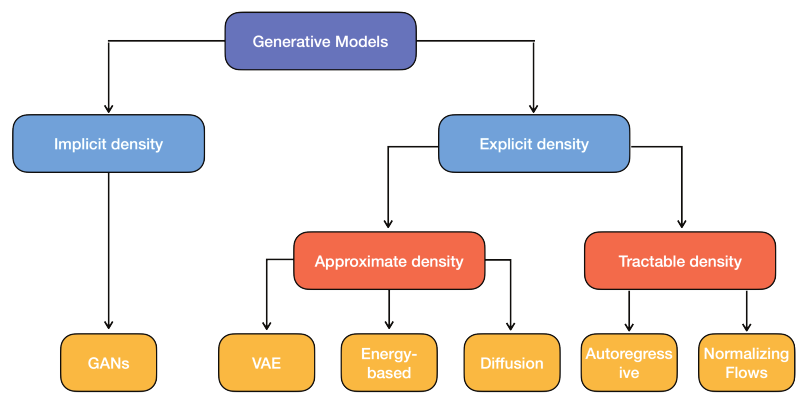 Generative Models
Implicit density
Explicit density
Approximate density
Tractable density
GANs
VAE
Energy-
based
Diffusion
Autoregress
ive
Normalizing
Flows